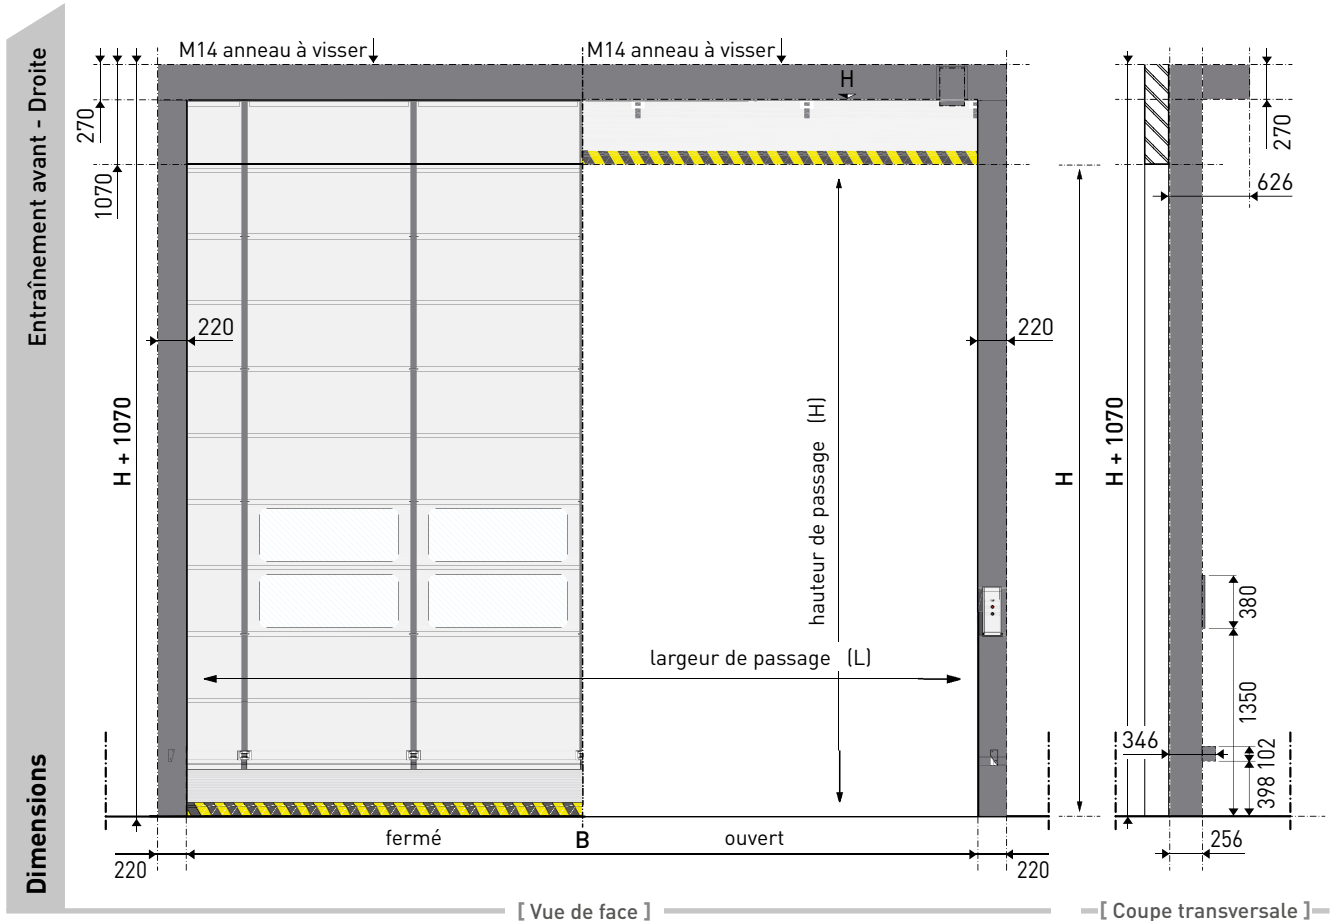 Entraînement avant - Droite
Dimensions
M14 anneau à visser
M14 anneau à visser
H
270
1070
H + 1070
220
220
hauteur de passage (H)
largeur de passage (L)
H
H + 1070
270
626
380
1350
346
102
398
256
fermé
B
ouvert
220
220
[ Vue de face ]
[ Coupe transversale ]